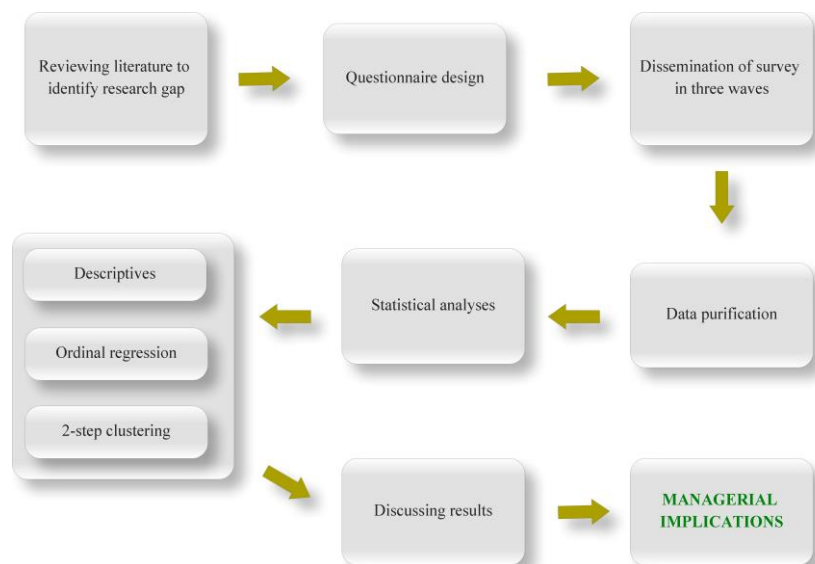 Reviewing literature to
identify research gap
Questionnaire design
Dissemination of survey
in three waves
Data purification
Statistical analyses
Descriptives
Ordinal regression
2-step clustering
Discussing results
MANAGERIAL
IMPLICATIONS